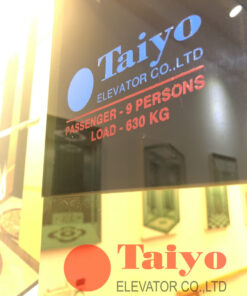 Taiyo
ELEVATOR CO.,LTD
PASSENGER - 9 PERSONS
LOAD - 630 KG
Taiyo
ELEVATOR CO.,LTD